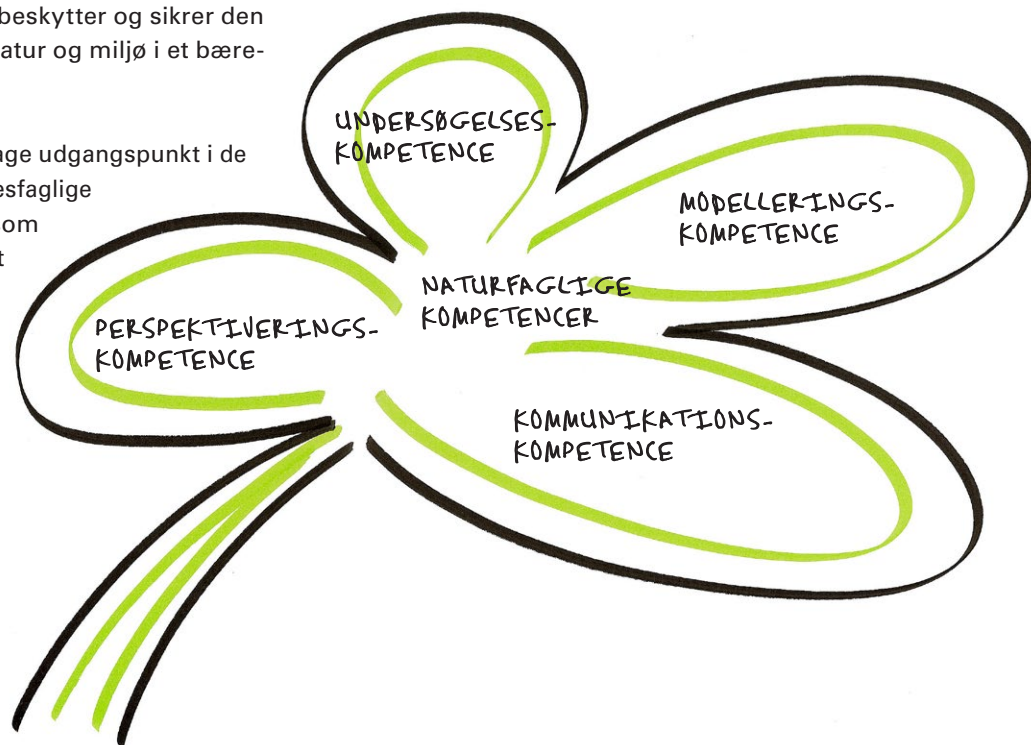 beskytter og sikrer den
atur og miljø i et bære-
age udgangspunkt i de
esfaglige
om
t
UNDERSØGELSES-
KOMPETENCE
MODELLERINGS-
KOMPETENCE
NATURFAGLIGE
KOMPETENCER
PERSPEKTIVERINGS-
KOMPETENCE
KOMMUNIKATIONS-
KOMPETENCE